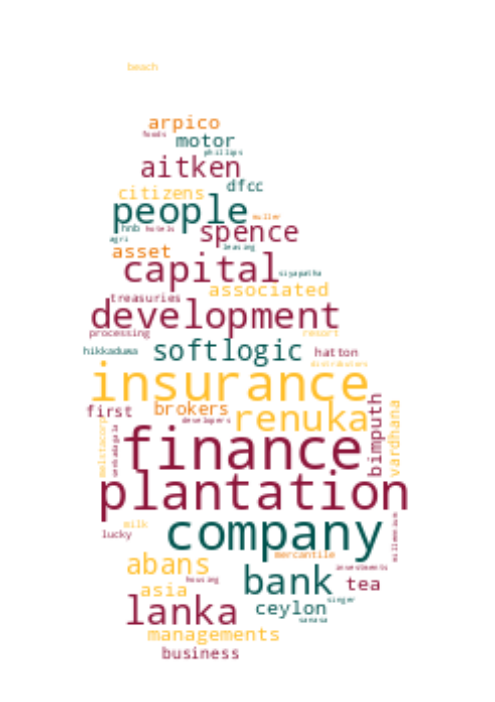 beach
arpico
foods
motor
phillips
aitken
dfcc
citizens
people
muller
hnb hotels
spence
agri
leasing
asset
capital
siyapatha
associated
treasuries
development
processing
resort
softlogic
hikkaduwa
hatton
distributors
insurance
first
brokers
renuka
bimputh
vardhana
developers
finance
plantation
milk
company
lucky
mercantile
abans
investments
housing
bank
tea
asia
singer
lanka
ceylon
sanasa
managements
business